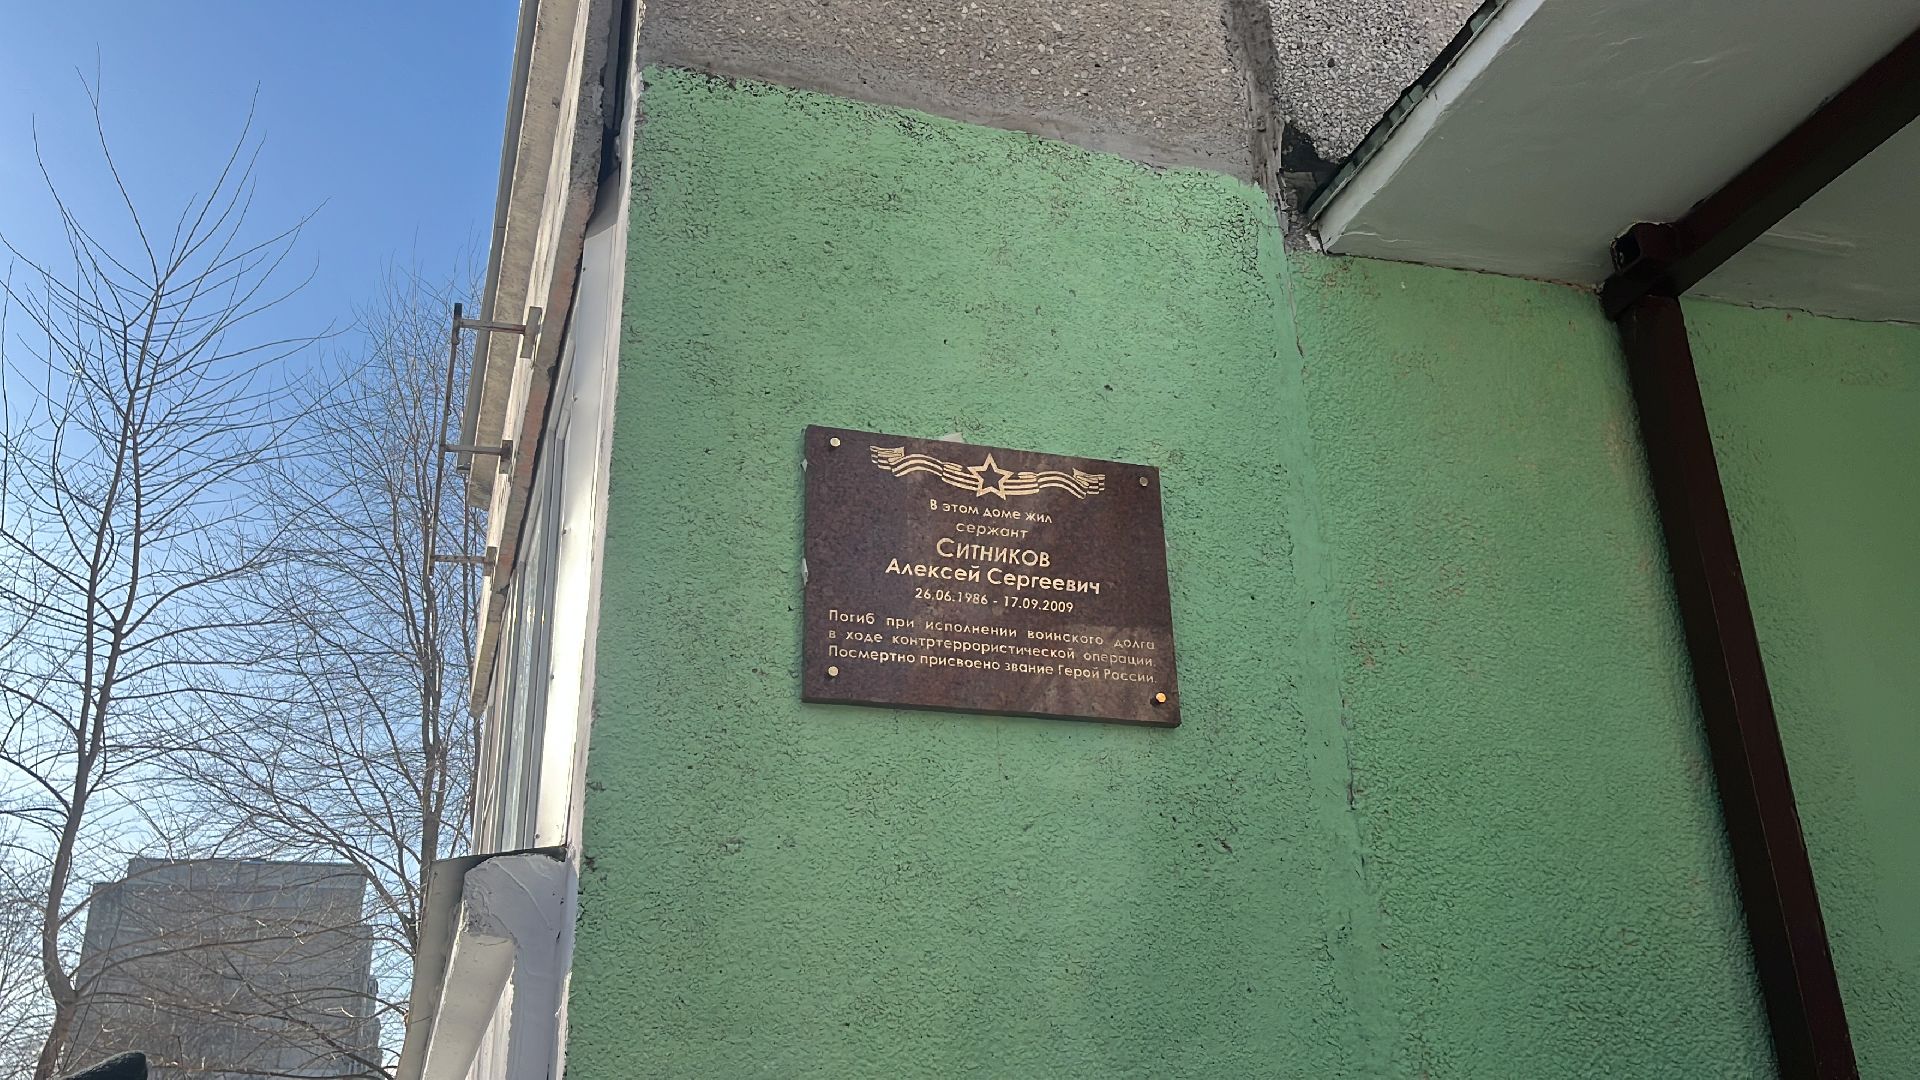 В этом доме жил
сержант
СИТНИКОВ
Алексей Сергеевич
26.06.1986 - 17.09.2009
Погиб при исполнении воинского долга
в ходе контртеррористической операции.
Посмертно присвоено звание Герой России.